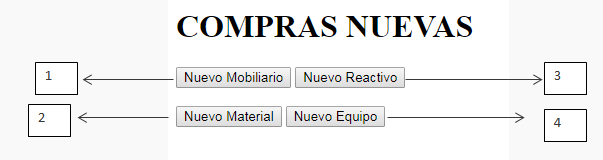 COMPRAS NUEVAS
1 Nuevo Mobiliario Nuevo Reactivo 3
2 Nuevo Material Nuevo Equipo 4